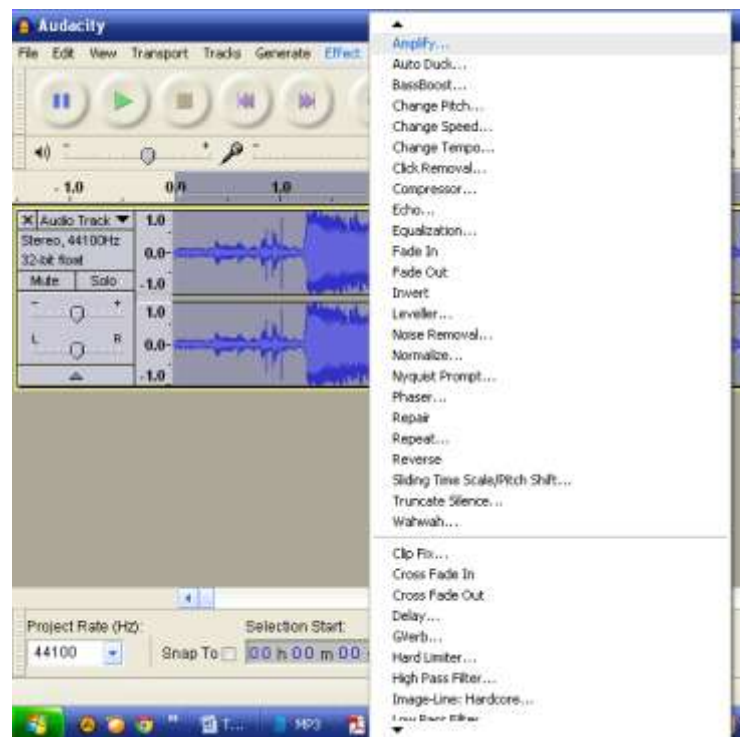 Audacity
File Edit View Transport Tracks Generate Effect
- 1,0 0,0 1,0
X Audio Track 1.0
Stereo, 44100Hz
32-bit float 0.0-
Mute Solo -1.0
- + 1.0
L R 0.0-
-1.0
Project Rate (Hz): Selection Start:
44100 Snap To 00 h 00 m 00
T... MP3
Amplify...
Auto Duck...
BassBoost...
Change Pitch...
Change Speed...
Change Tempo...
Click Removal...
Compressor...
Echo...
Equalization...
Fade In
Fade Out
Invert
Leveller...
Noise Removal...
Normalize...
Nyquist Prompt...
Phaser...
Repair
Repeat...
Reverse
Sliding Time Scale/Pitch Shift...
Truncate Silence...
Wahwah...
Clip Fix...
Cross Fade In
Cross Fade Out
Delay...
GVerb...
Hard Limiter...
High Pass Filter...
Image-Line: Hardcore...
Low Pass Filter